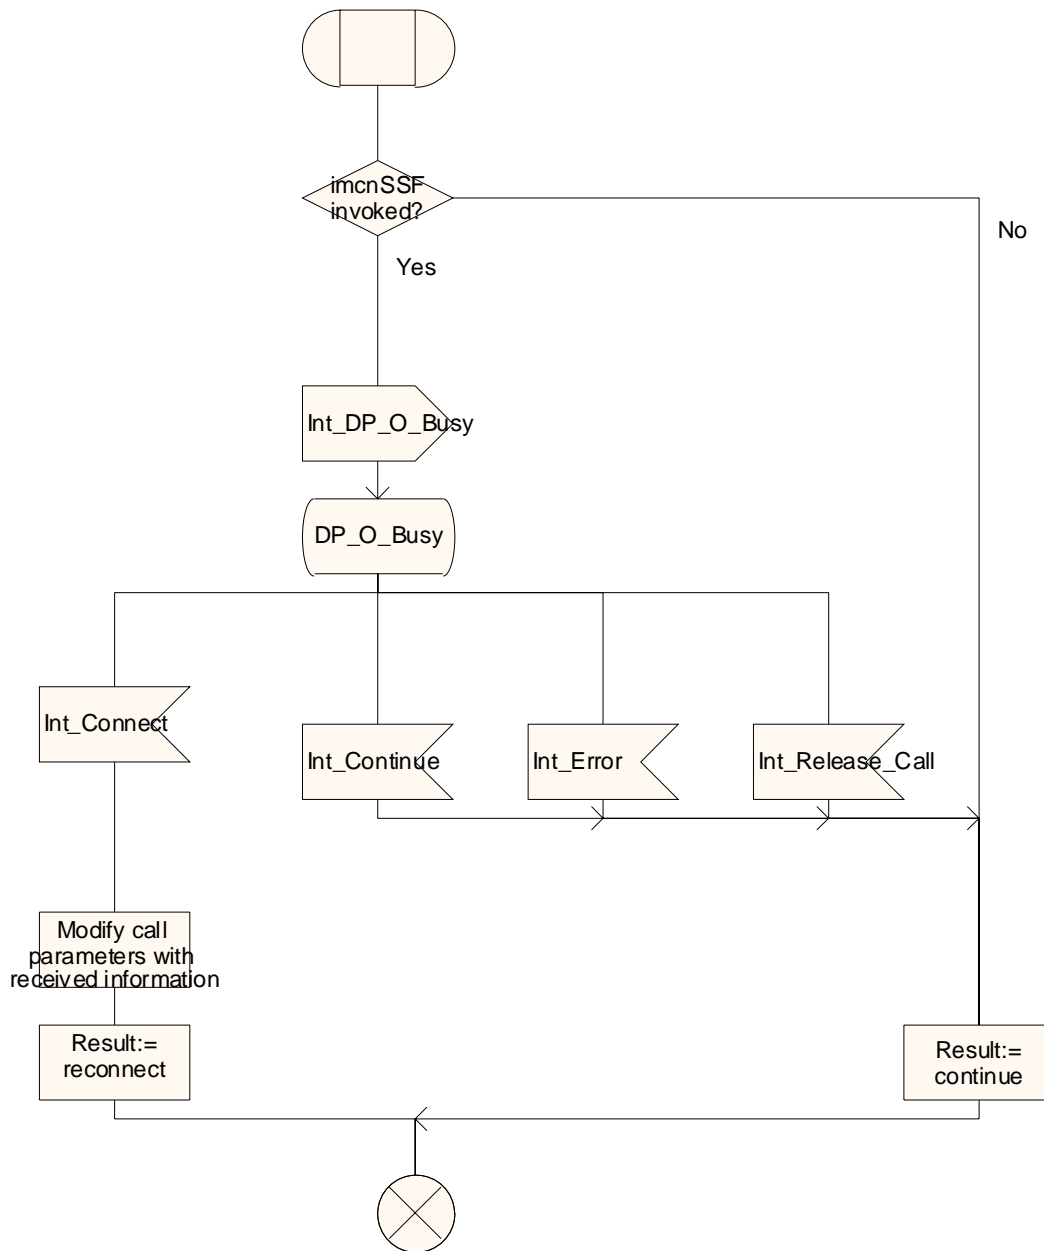 imcnSSF
invoked?
No
Yes
Int_DP_O_Busy
DP_O_Busy
Int_Connect
Int_Continue
Int_Error
Int_Release_Call
Modify call
parameters with
received information
Result:=
reconnect
Result:=
continue